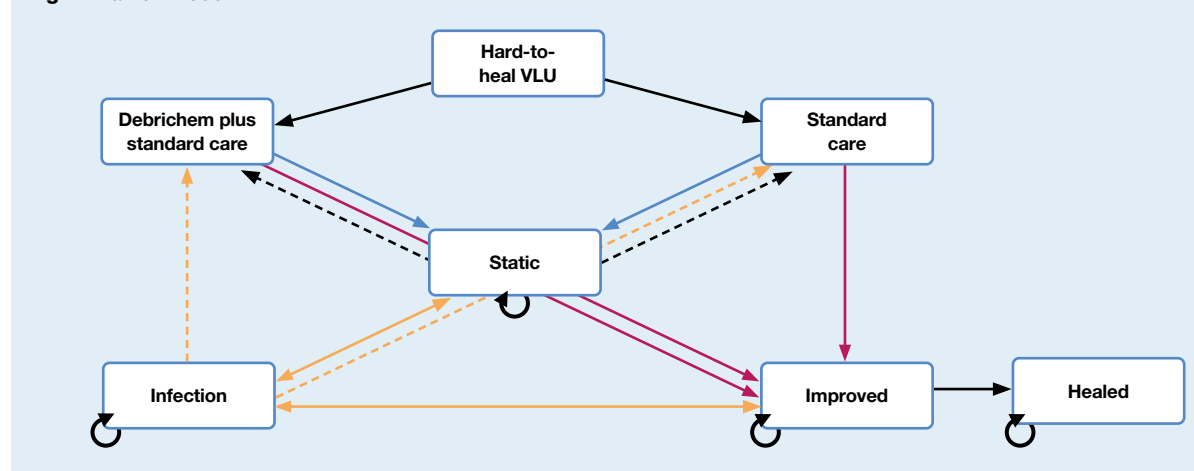 Hard-to-
heal VLU
Debrichem plus
standard care
Standard
care
Static
Infection
Improved
Healed